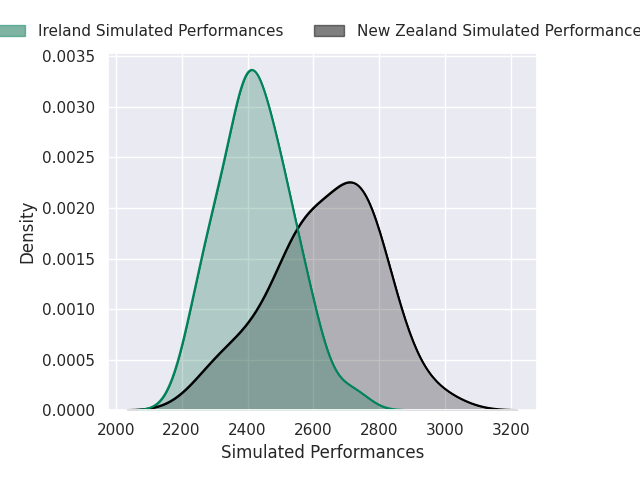 Ireland Simulated Performances New Zealand Simulated Performance
0.0035
0.0030
0.0025
0.0020
0.0015
0.0010
0.0005
0.0000
Density
2000 2200 2400 2600 2800 3000 3200
Simulated Performances